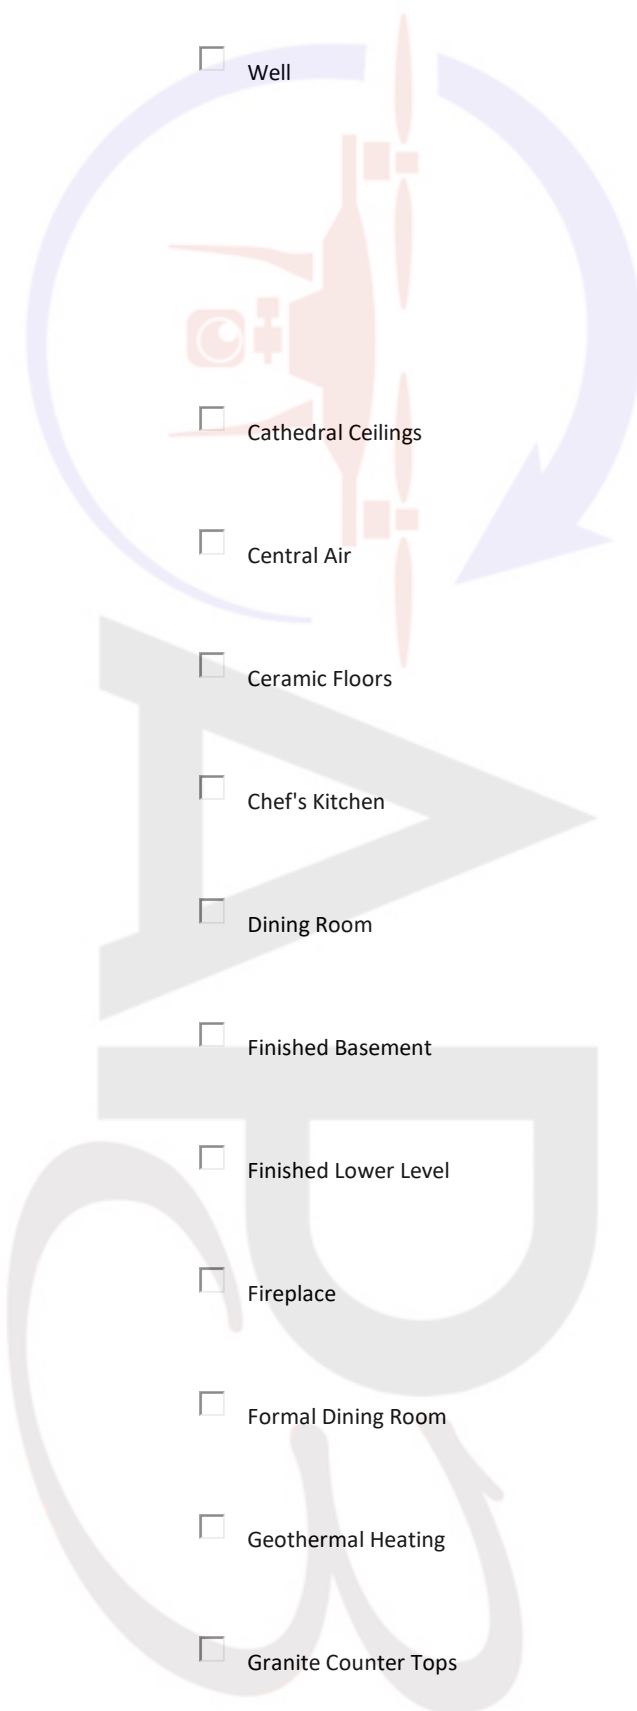 Well
Cathedral Ceilings
Central Air
Ceramic Floors
Chef's Kitchen
Dining Room
Finished Basement
Finished Lower Level
Fireplace
Formal Dining Room
Geothermal Heating
Granite Counter Tops
AP3